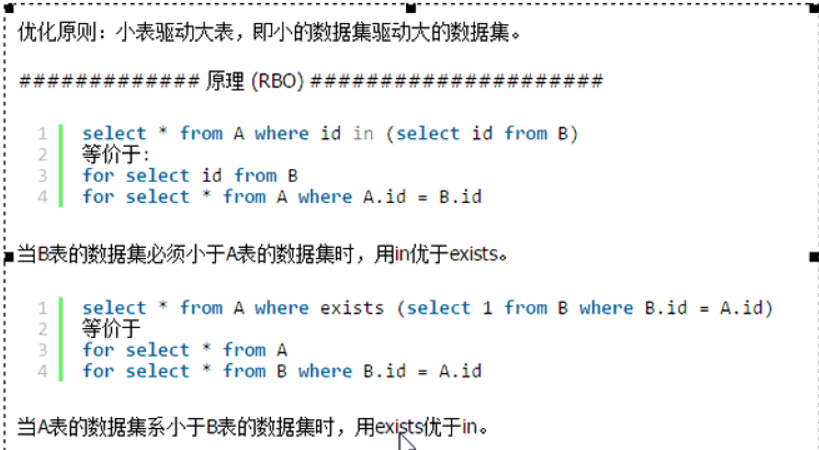 优化原则：小表驱动大表，即小的数据集驱动大的数据集。
############# 原理 (RBO) #####################
1 select * from A where id in (select id from B)
2 等价于:
3 for select id from B
4 for select * from A where A.id = B.id
当B表的数据集必须小于A表的数据集时，用in优于exists。
1 select * from A where exists (select 1 from B where B.id = A.id)
2 等价于
3 for select * from A
4 for select * from B where B.id = A.id
当A表的数据集系小于B表的数据集时，用exists优于in。